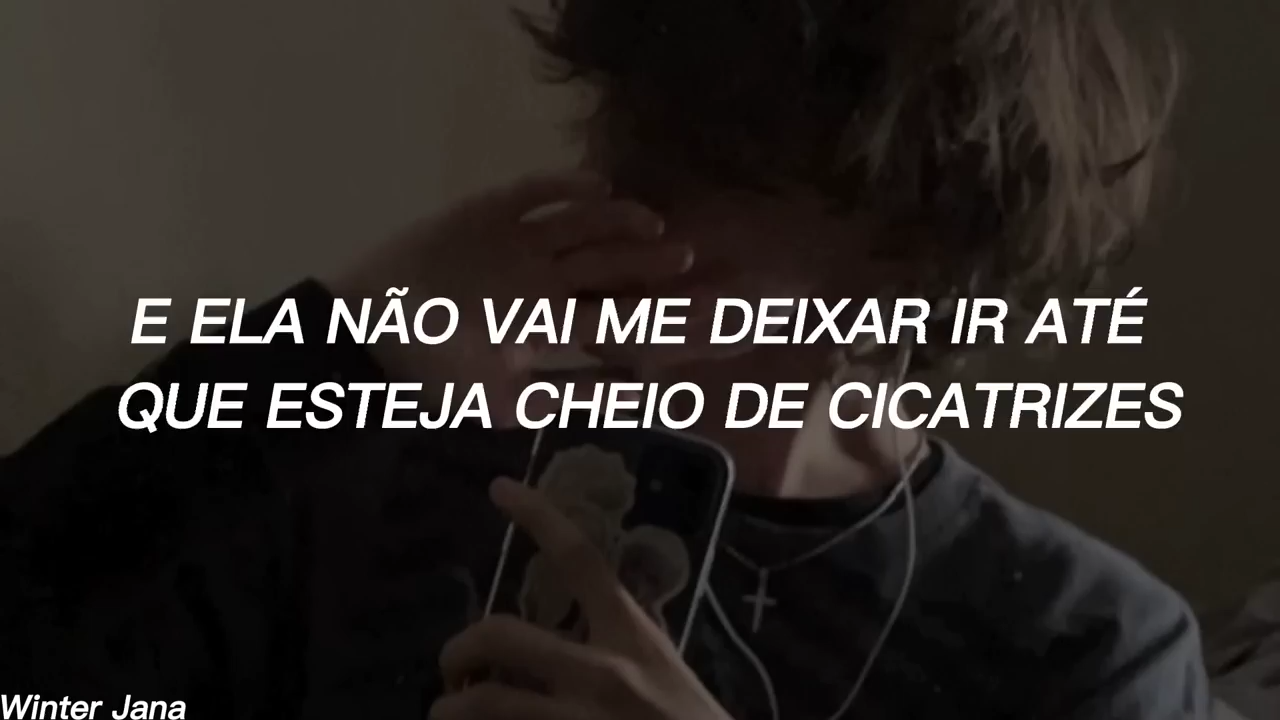 E ELA NÃO VAI ME DEIXAR IR ATÉ
QUE ESTEJA CHEIO DE CICATRIZES
Winter Jana